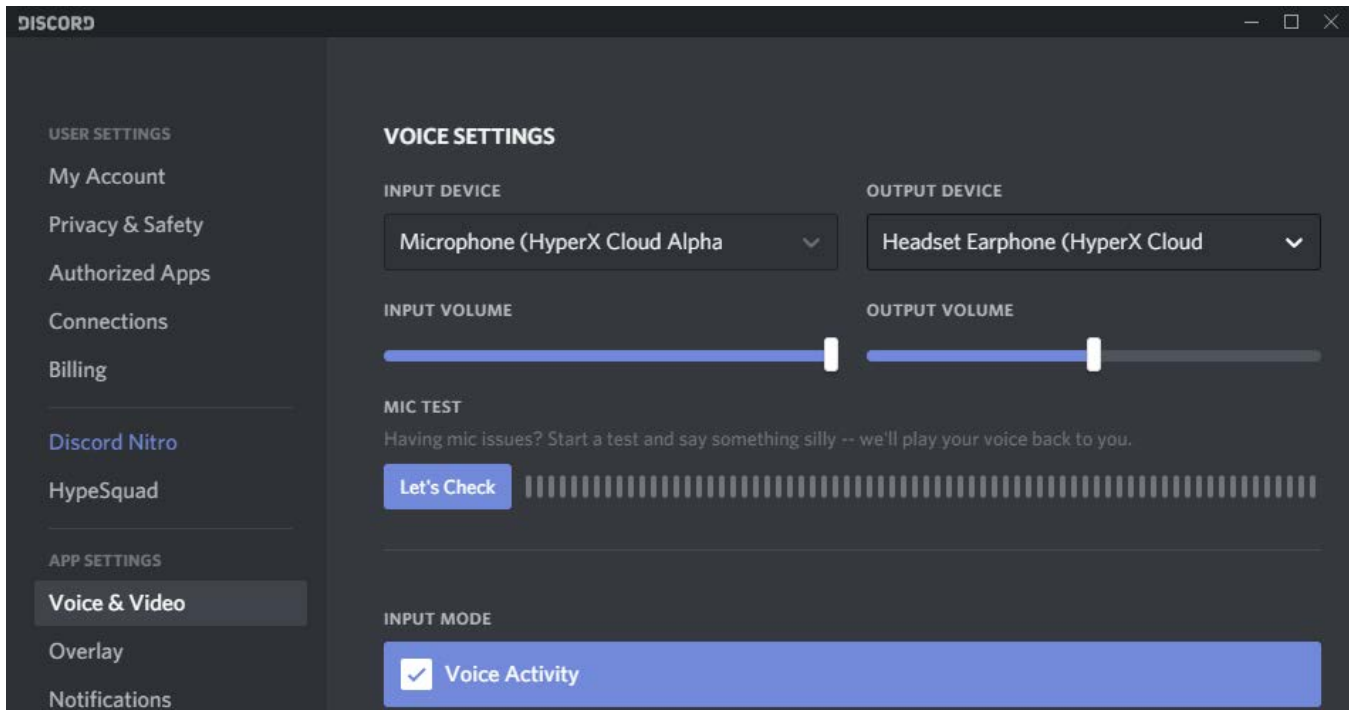 DISCORD
USER SETTINGS
My Account
Privacy & Safety
Authorized Apps
Connections
Billing
Discord Nitro
HypeSquad
APP SETTINGS
Voice & Video
Overlay
Notifications
VOICE SETTINGS
INPUT DEVICE
Microphone (HyperX Cloud Alpha
OUTPUT DEVICE
Headset Earphone (HyperX Cloud
INPUT VOLUME
OUTPUT VOLUME
MIC TEST
Having mic issues? Start a test and say something silly -- we'll play your voice back to you.
Let's Check
INPUT MODE
Voice Activity